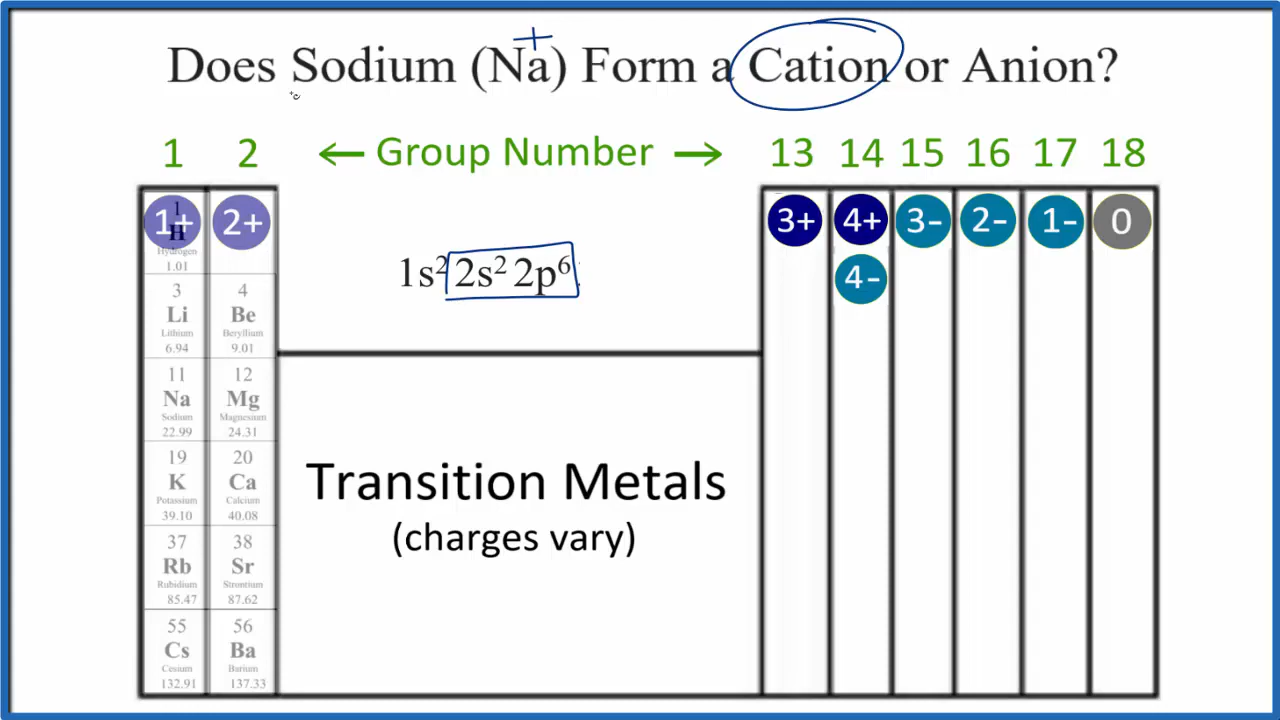 +
Does Sodium (Na) Form a Cation or Anion?
1 2 ← Group Number → 13 14 15 16 17 18
1+ 2+ 3+ 4+ 3- 2- 1- 0
4-
1
H
Hydrogen
1.01
1s² 2s² 2p⁶
3 4
Li Be
Lithium Beryllium
6.94 9.01
11 12
Na Mg
Sodium Magnesium
22.99 24.31
19 20
K Ca
Potassium Calcium
39.10 40.08
37 38
Rb Sr
Rubidium Strontium
85.47 87.62
55 56
Cs Ba
Cesium Barium
132.91 137.33
Transition Metals
(charges vary)